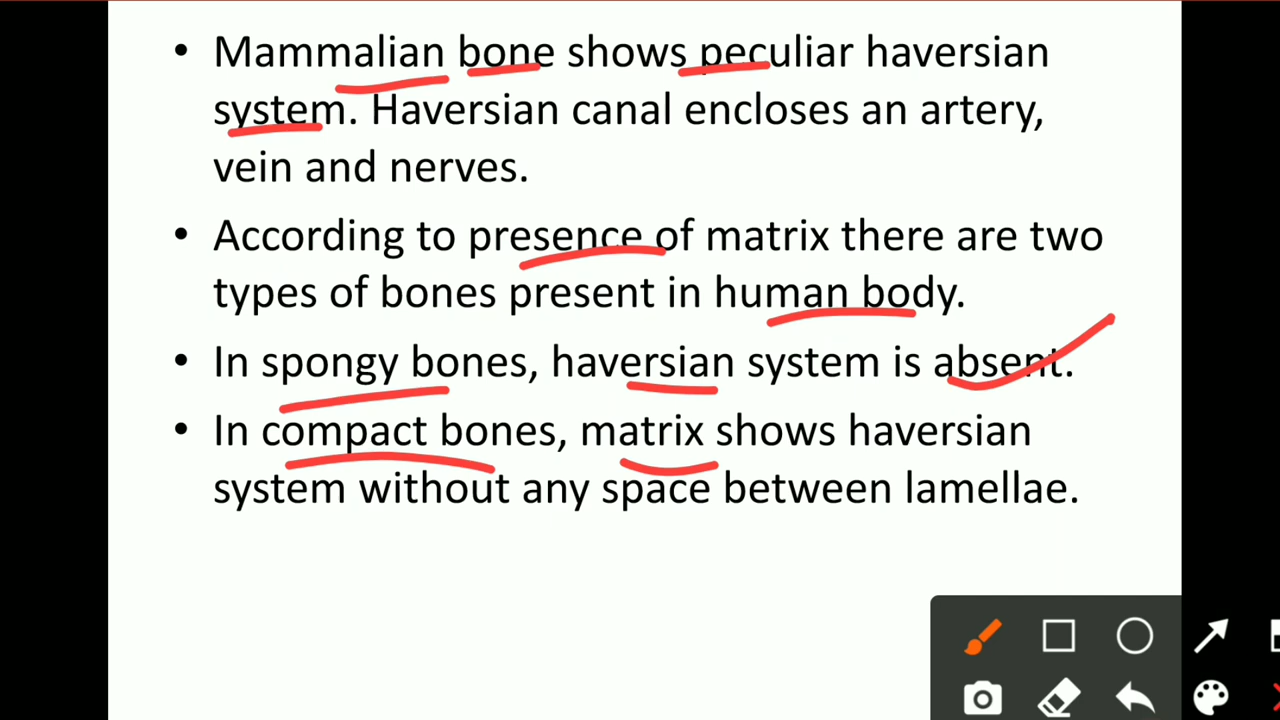 • Mammalian bone shows peculiar haversian
system. Haversian canal encloses an artery,
vein and nerves.
• According to presence of matrix there are two
types of bones present in human body.
• In spongy bones, haversian system is absent.
• In compact bones, matrix shows haversian
system without any space between lamellae.